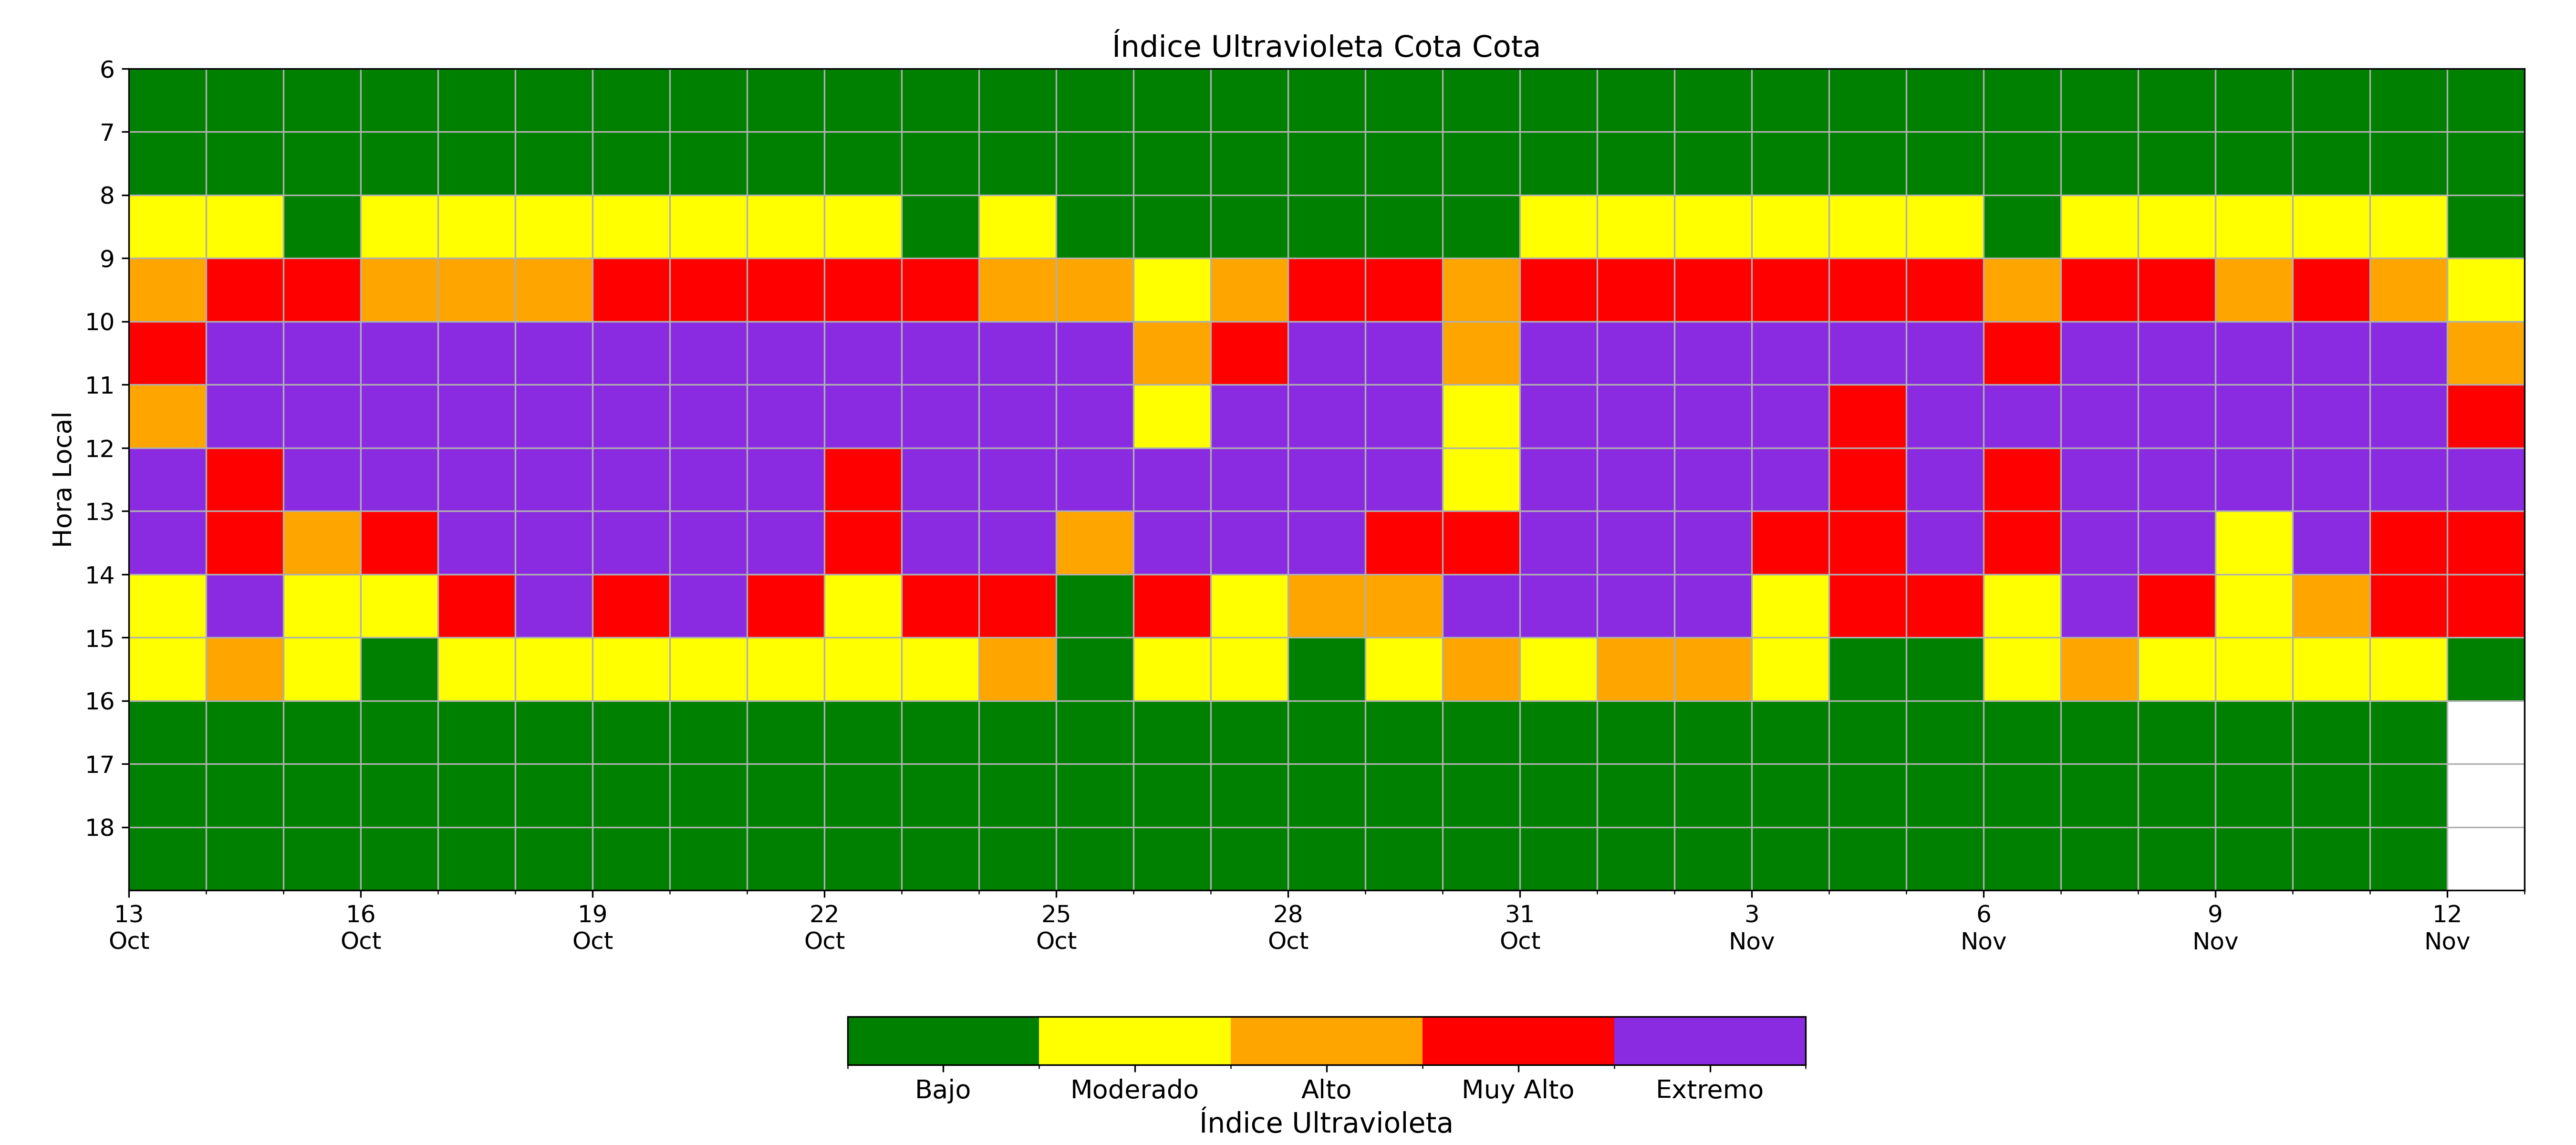 Índice Ultravioleta Cota Cota
Hora Local
6
7
8
9
10
11
12
13
14
15
16
17
18
13 16 19 22 25 28 31 3 6 9 12
Oct Oct Oct Oct Oct Oct Oct Nov Nov Nov Nov
Bajo Moderado Alto Muy Alto Extremo
Índice Ultravioleta